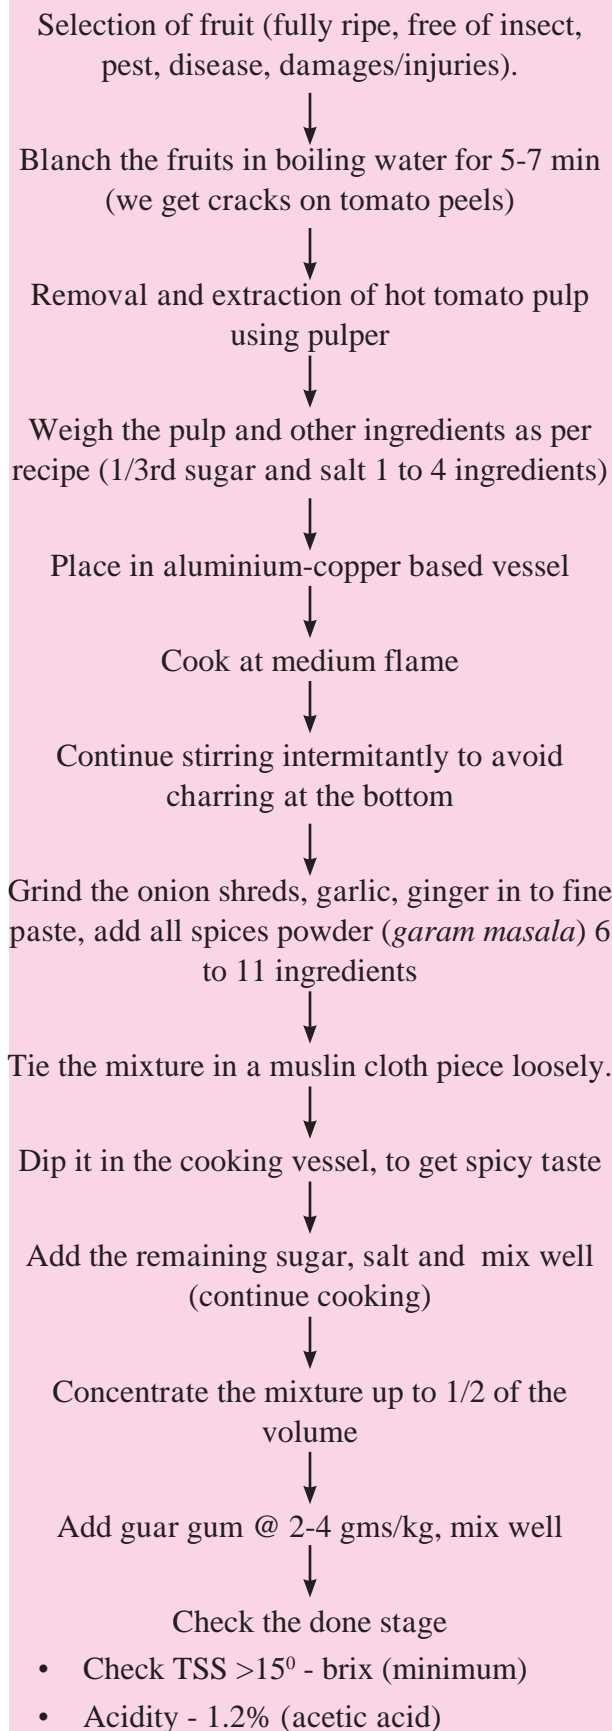 Selection of fruit (fully ripe, free of insect,
pest, disease, damages/injuries).
Blanch the fruits in boiling water for 5-7 min
(we get cracks on tomato peels)
Removal and extraction of hot tomato pulp
using pulper
Weigh the pulp and other ingredients as per
recipe (1/3rd sugar and salt 1 to 4 ingredients)
Place in aluminium-copper based vessel
Cook at medium flame
Continue stirring intermitantly to avoid
charring at the bottom
Grind the onion shreds, garlic, ginger in to fine
paste, add all spices powder (garam masala) 6
to 11 ingredients
Tie the mixture in a muslin cloth piece loosely.
Dip it in the cooking vessel, to get spicy taste
Add the remaining sugar, salt and mix well
(continue cooking)
Concentrate the mixture up to 1/2 of the
volume
Add guar gum @ 2-4 gms/kg, mix well
Check the done stage
• Check TSS >15⁰ - brix (minimum)
• Acidity - 1.2% (acetic acid)